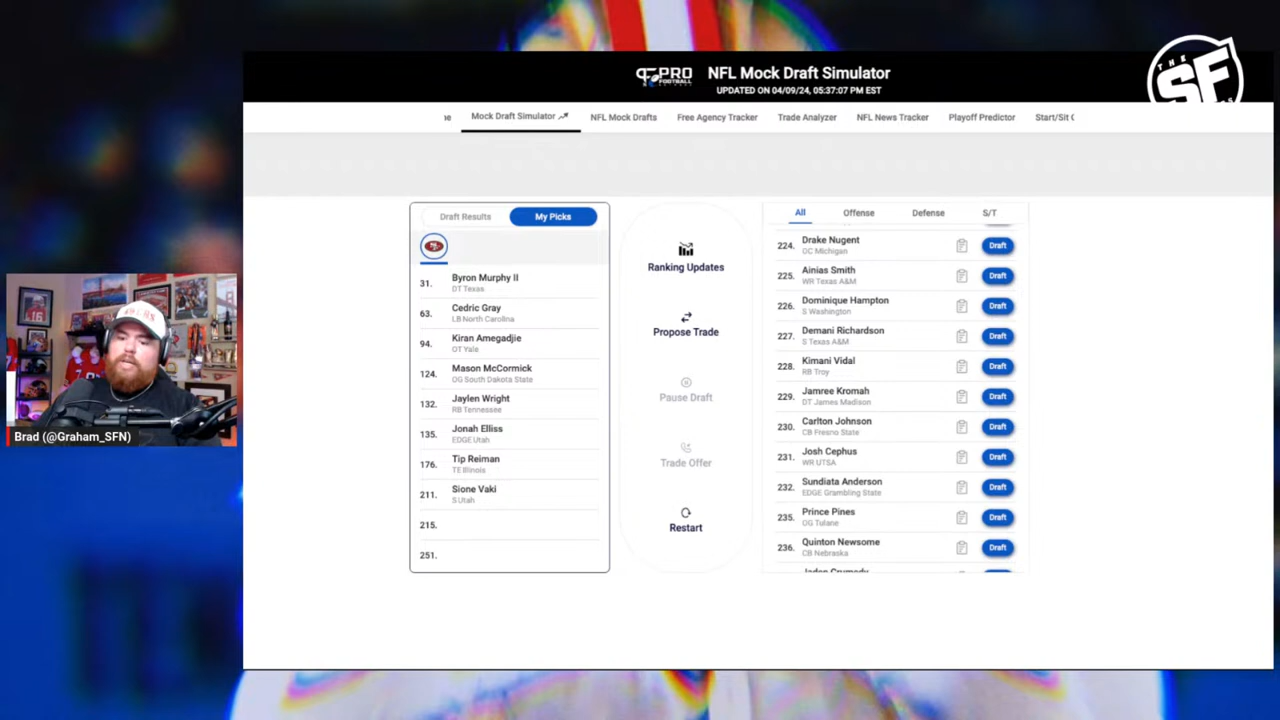 THE
SF
PRO
FOOTBALL
NFL Mock Draft Simulator
UPDATED ON 04/09/24, 05:37:07 PM EST
Mock Draft Simulator
NFL Mock Drafts
Free Agency Tracker
Trade Analyzer
NFL News Tracker
Playoff Predictor
Start/Sit
Draft Results
My Picks
31.
Byron Murphy II
DT Texas
63.
Cedric Gray
LB North Carolina
94.
Kiran Amegadjie
OT Yale
124.
Mason McCormick
OG South Dakota State
132.
Jaylen Wright
RB Tennessee
135.
Jonah Elliss
EDGE Utah
176.
Tip Reiman
TE Illinois
211.
Sione Vaki
S Utah
215.
251.
Ranking Updates
Propose Trade
Pause Draft
Trade Offer
Restart
All
Offense
Defense
S/T
224.
Drake Nugent
OC Michigan
Draft
225.
Ainias Smith
WR Texas A&M
Draft
226.
Dominique Hampton
S Washington
Draft
227.
Demani Richardson
S Texas A&M
Draft
228.
Kimani Vidal
RB Troy
Draft
229.
Jamree Kromah
DT James Madison
Draft
230.
Carlton Johnson
CB Fresno State
Draft
231.
Josh Cephus
WR UTSA
Draft
232.
Sundiata Anderson
EDGE Grambling State
Draft
235.
Prince Pines
OG Tulane
Draft
236.
Quinton Newsome
CB Nebraska
Draft
Brad (@Graham_SFN)